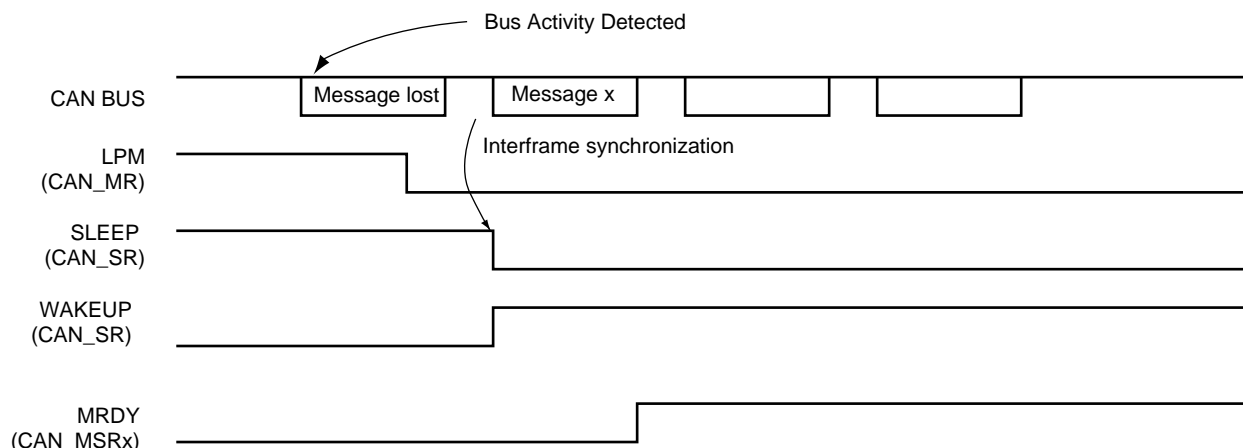 Bus Activity Detected
CAN BUS
Message lost
Message x
Interframe synchronization
LPM
(CAN_MR)
SLEEP
(CAN_SR)
WAKEUP
(CAN_SR)
MRDY
(CAN_MSRx)